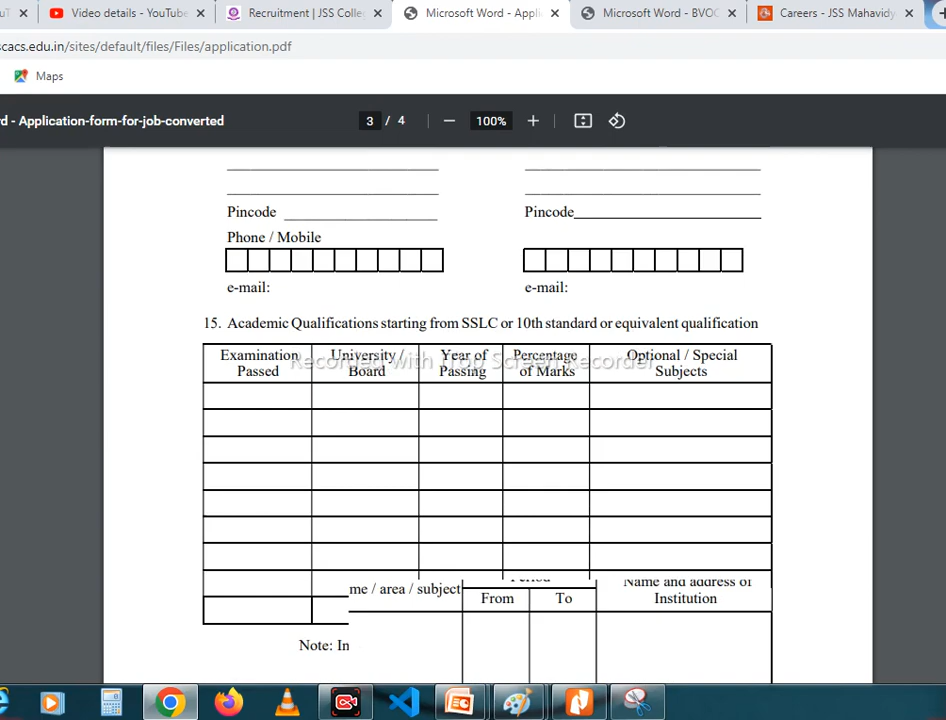 Video details - YouTube
Recruitment | JSS Colle
Microsoft Word - Appli
Microsoft Word - BVOC
Careers - JSS Mahavidy
cacs.edu.in/sites/default/files/Files/application.pdf
Maps
d - Application-form-for-job-converted
3 / 4
100%
Pincode
Pincode
Phone / Mobile
e-mail:
e-mail:
15. Academic Qualifications starting from SSLC or 10th standard or equivalent qualification
Examination Passed
University / Board
Year of Passing
Percentage of Marks
Optional / Special Subjects
Recorded with iTop Screen Recorder
me / area / subject
Period
From
To
Name and address of
Institution
Note: In